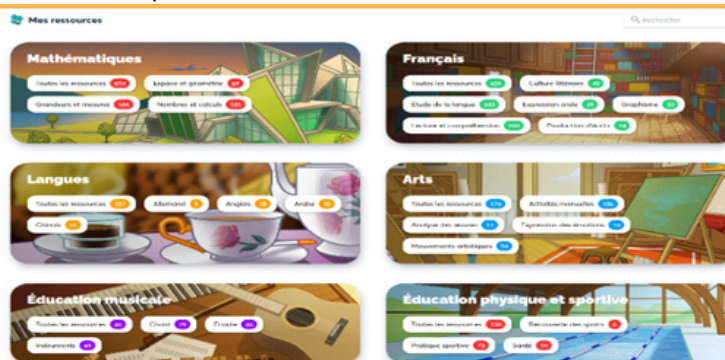 Mes ressources
Rechercher
Mathématiques
Toutes les ressources
Espace et géométrie
Grandeurs et mesures
Nombres et calculs
Français
Toutes les ressources
Culture littéraire
Étude de la langue
Expression orale
Graphisme
Lecture et compréhension
Production d'écrits
Langues
Toutes les ressources
Allemand
Anglais
Arabe
Chinois
Arts
Toutes les ressources
Activités manuelles
Analyse des œuvres
Expression des émotions
Mouvements artistiques
Éducation musicale
Toutes les ressources
Chant
Écoute
Instruments
Éducation physique et sportive
Toutes les ressources
Découverte des sports
Pratique sportive
Santé